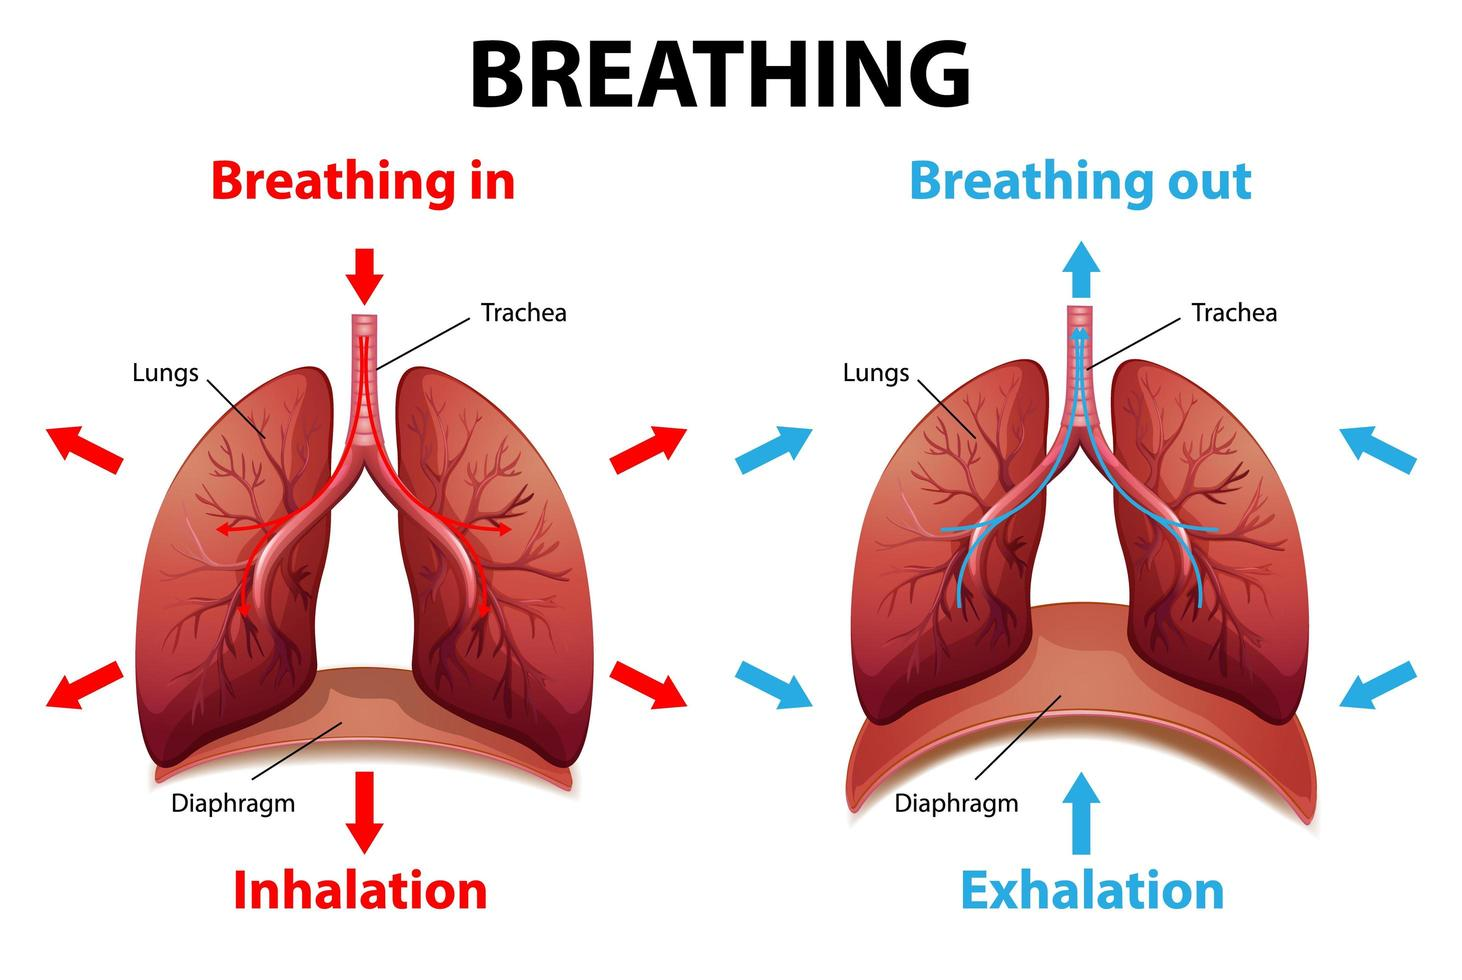 BREATHING
Breathing in
Breathing out
Trachea
Lungs
Trachea
Lungs
Diaphragm
Diaphragm
Inhalation
Exhalation